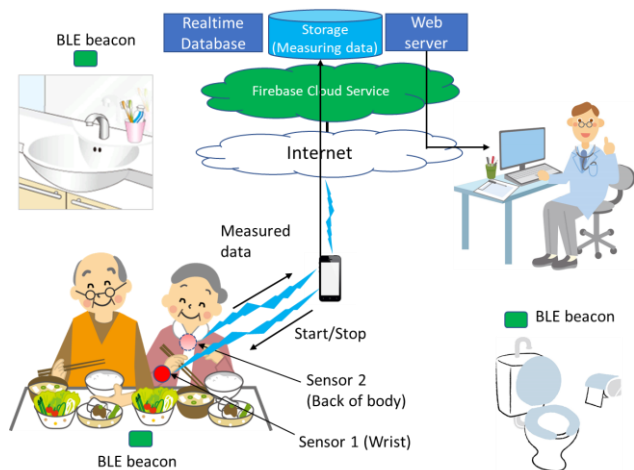 BLE beacon
Realtime
Database
Storage
(Measuring data)
Web
server
Firebase Cloud Service
Internet
Measured
data
Start/Stop
Sensor 2
(Back of body)
Sensor 1 (Wrist)
BLE beacon
BLE beacon